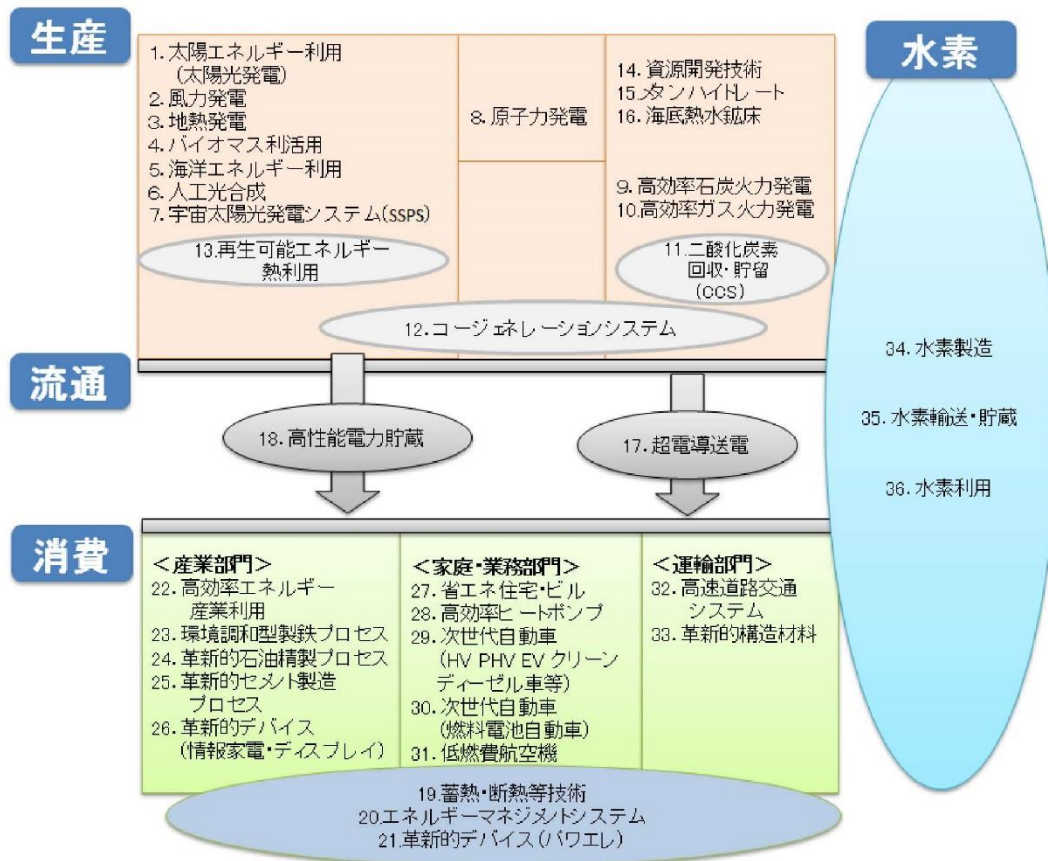 生産
1. 太陽エネルギー利用
(太陽光発電)
2. 風力発電
3. 地熱発電
4. バイオマス利活用
5. 海洋エネルギー利用
6. 人工光合成
7. 宇宙太陽光発電システム(SSPS)
13.再生可能エネルギー
熱利用
8. 原子力発電
14. 資源開発技術
15. メタンハイドレート
16. 海底熱水鉱床
9. 高効率石炭火力発電
10.高効率ガス火力発電
11.二酸化炭素
回収・貯留
(CCS)
12.コージェネレーションシステム
流通
18. 高性能電力貯蔵
17. 超電導送電
消費
＜産業部門＞
22. 高効率エネルギー
産業利用
23. 環境調和型製鉄プロセス
24. 革新的石油精製プロセス
25. 革新的セメント製造
プロセス
26. 革新的デバイス
(情報家電・ディスプレイ)
＜家庭・業務部門＞
27. 省エネ住宅・ビル
28. 高効率ヒートポンプ
29. 次世代自動車
(HV PHV EV クリーン
ディーゼル車等)
30. 次世代自動車
(燃料電池自動車)
31. 低燃費航空機
＜運輸部門＞
32. 高速道路交通
システム
33. 革新的構造材料
19.蓄熱・断熱等技術
20.エネルギーマネジメントシステム
21.革新的デバイス(パワエレ)
水素
34. 水素製造
35. 水素輸送・貯蔵
36. 水素利用